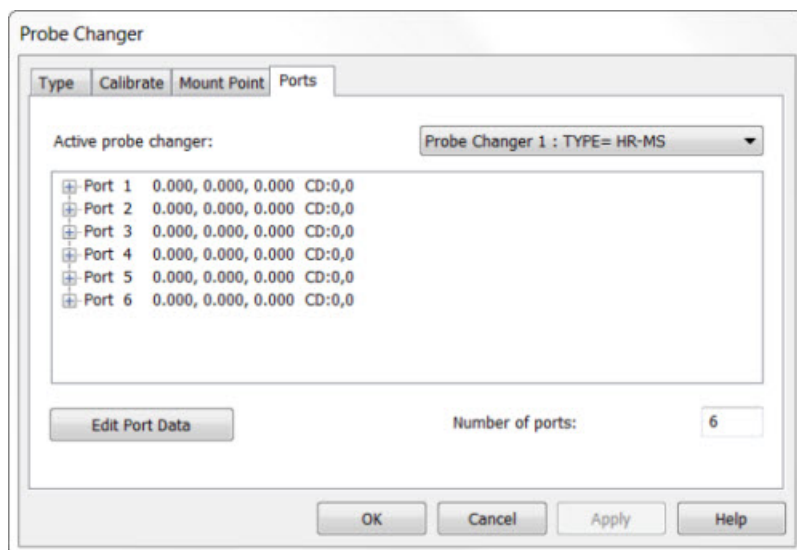 Probe Changer
Type Calibrate Mount Point Ports
Active probe changer: Probe Changer 1 : TYPE= HR-MS
Port 1 0.000, 0.000, 0.000 CD:0,0
Port 2 0.000, 0.000, 0.000 CD:0,0
Port 3 0.000, 0.000, 0.000 CD:0,0
Port 4 0.000, 0.000, 0.000 CD:0,0
Port 5 0.000, 0.000, 0.000 CD:0,0
Port 6 0.000, 0.000, 0.000 CD:0,0
Edit Port Data Number of ports: 6
OK Cancel Apply Help